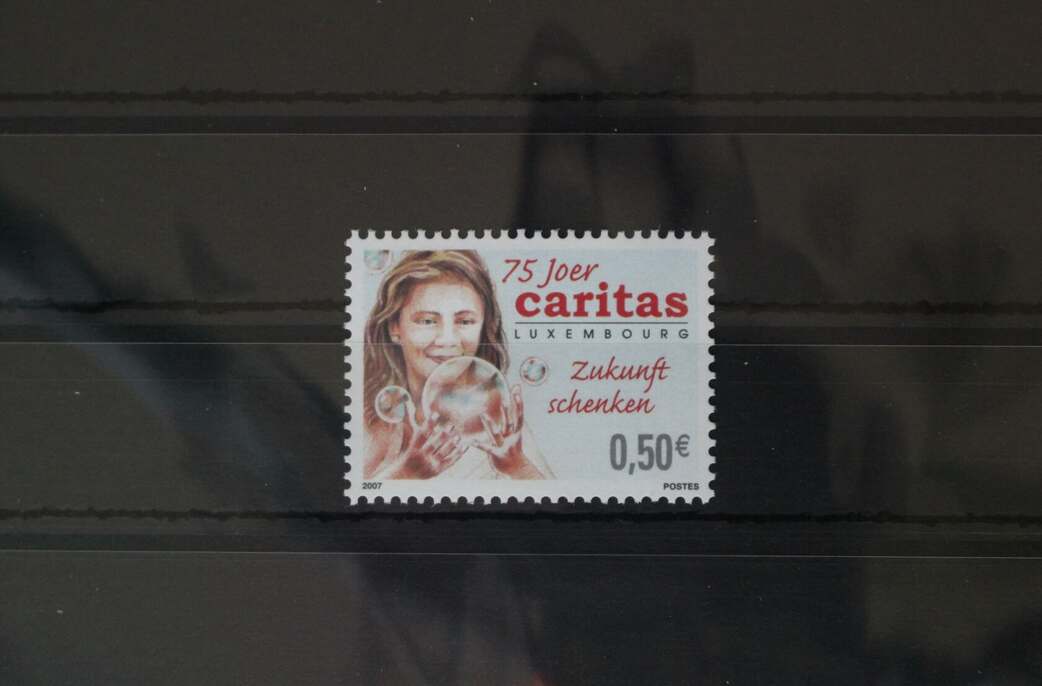 75 Joer
caritas
LUXEMBOURG
Zukunft
schenken
0,50€
2007 POSTES